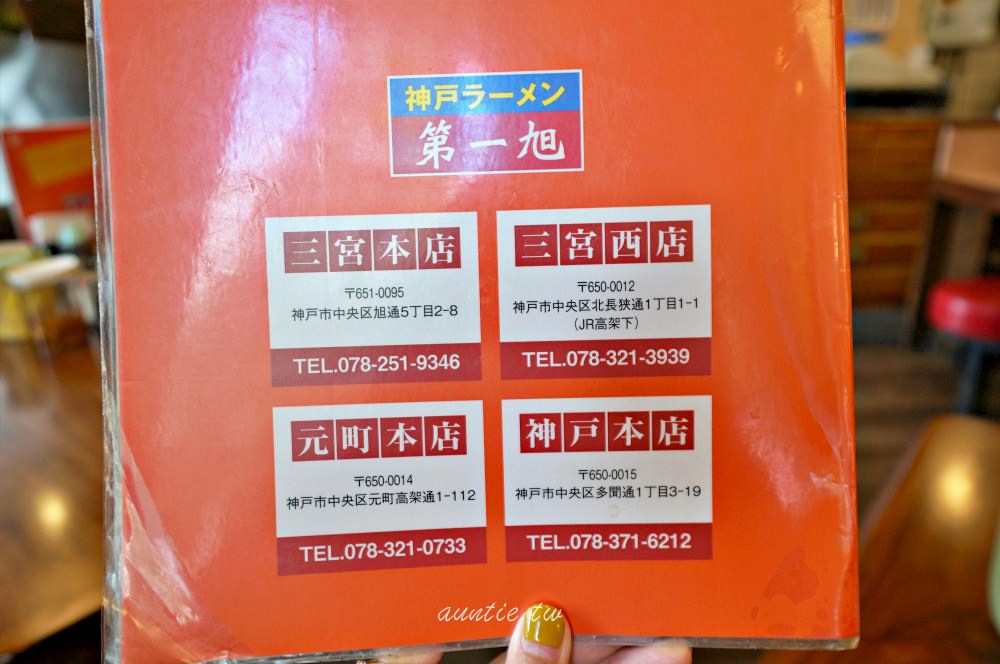 神戸ラーメン
第一旭
三宮本店
〒651-0095
神戸市中央区旭通5丁目2-8
TEL.078-251-9346
三宮西店
〒650-0012
神戸市中央区北長狭通1丁目1-1
（JR高架下）
TEL.078-321-3939
元町本店
〒650-0014
神戸市中央区元町高架通1-112
TEL.078-321-0733
神戸本店
〒650-0015
神戸市中央区多聞通1丁目3-19
TEL.078-371-6212
auntie tw